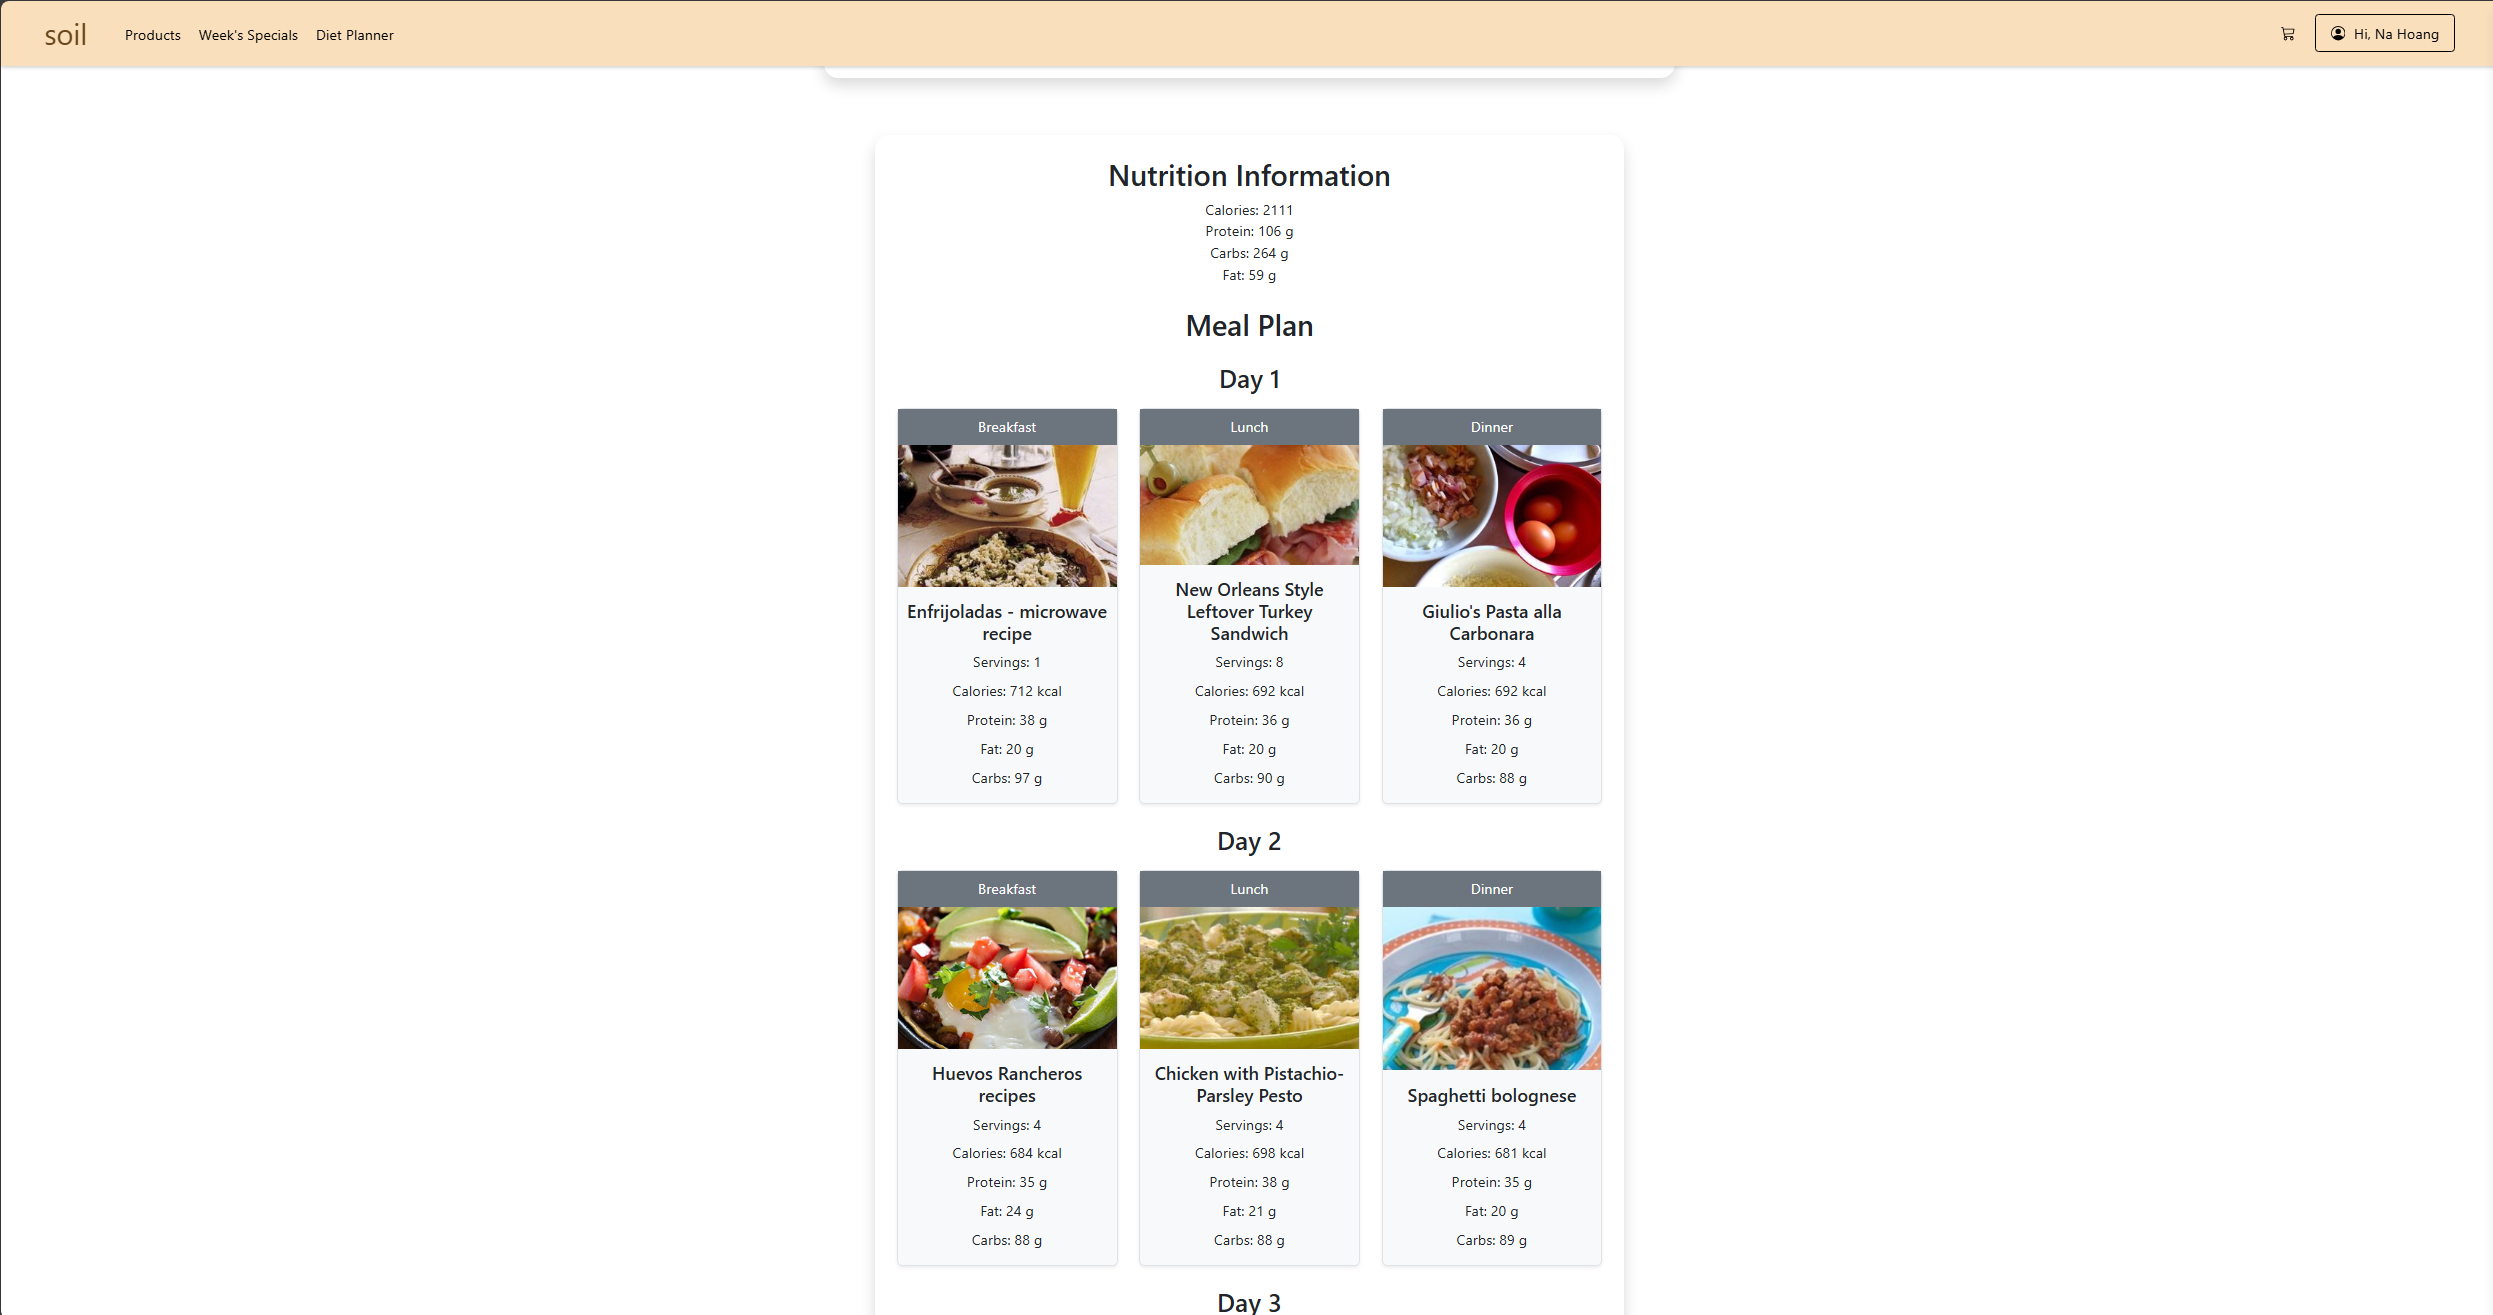 soil
Products
Week's Specials
Diet Planner
Hi, Na Hoang
Nutrition Information
Calories: 2111
Protein: 106 g
Carbs: 264 g
Fat: 59 g
Meal Plan
Day 1
Breakfast
Enfrijoladas - microwave
recipe
Servings: 1
Calories: 712 kcal
Protein: 38 g
Fat: 20 g
Carbs: 97 g
Lunch
New Orleans Style
Leftover Turkey
Sandwich
Servings: 8
Calories: 692 kcal
Protein: 36 g
Fat: 20 g
Carbs: 90 g
Dinner
Giulio's Pasta alla
Carbonara
Servings: 4
Calories: 692 kcal
Protein: 36 g
Fat: 20 g
Carbs: 88 g
Day 2
Breakfast
Huevos Rancheros
recipes
Servings: 4
Calories: 684 kcal
Protein: 35 g
Fat: 24 g
Carbs: 88 g
Lunch
Chicken with Pistachio-
Parsley Pesto
Servings: 4
Calories: 698 kcal
Protein: 38 g
Fat: 21 g
Carbs: 88 g
Dinner
Spaghetti bolognese
Servings: 4
Calories: 681 kcal
Protein: 35 g
Fat: 20 g
Carbs: 89 g
Day 3